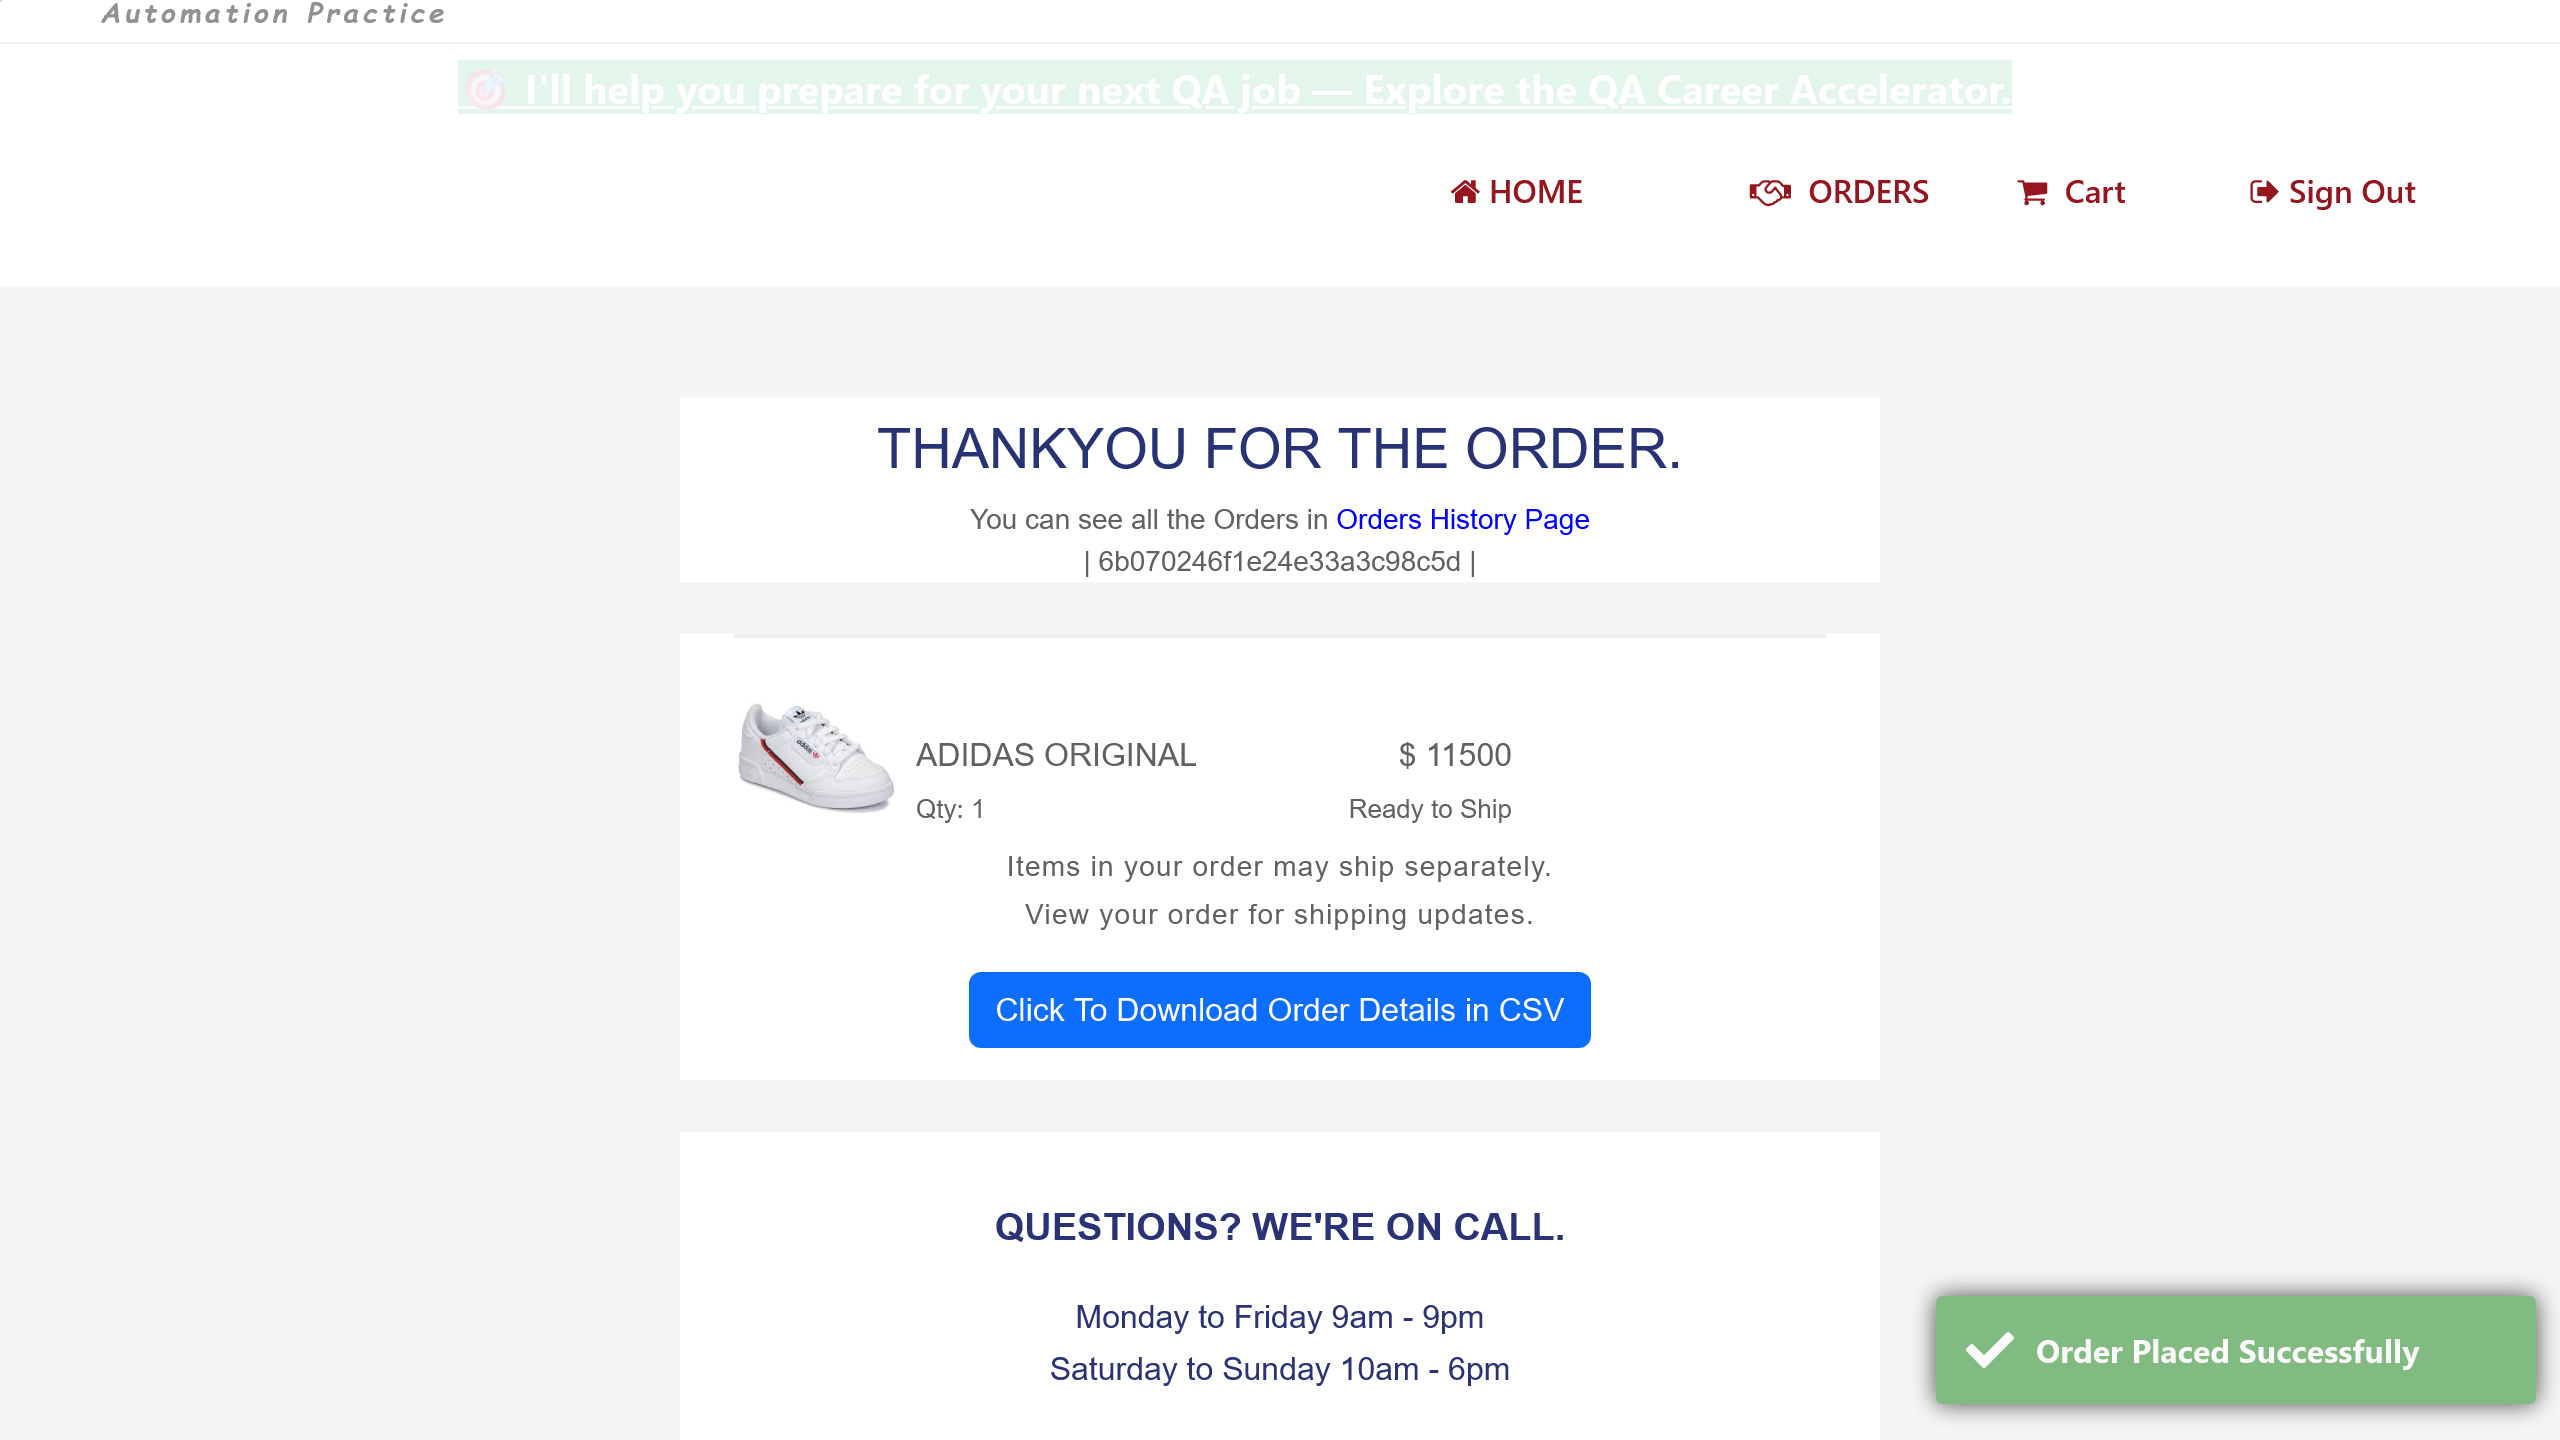 Automation Practice
🎯 I'll help you prepare for your next QA job — Explore the QA Career Accelerator.
HOME
ORDERS
Cart
Sign Out
THANKYOU FOR THE ORDER.
You can see all the Orders in Orders History Page
| 6b070246f1e24e33a3c98c5d |
ADIDAS ORIGINAL
$ 11500
Qty: 1
Ready to Ship
Items in your order may ship separately.
View your order for shipping updates.
Click To Download Order Details in CSV
QUESTIONS? WE'RE ON CALL.
Monday to Friday 9am - 9pm
Saturday to Sunday 10am - 6pm
Order Placed Successfully